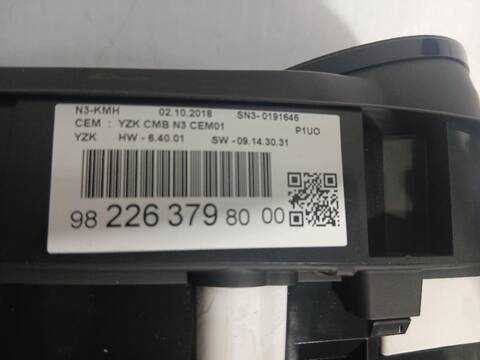 N3-KMH 02.10.2018 SN3-0191646
CEM : YZK CMB N3 CEM01 P1UO
YZK HW - 6.40.01 SW -09.14.30.31
98 226 379 80 00